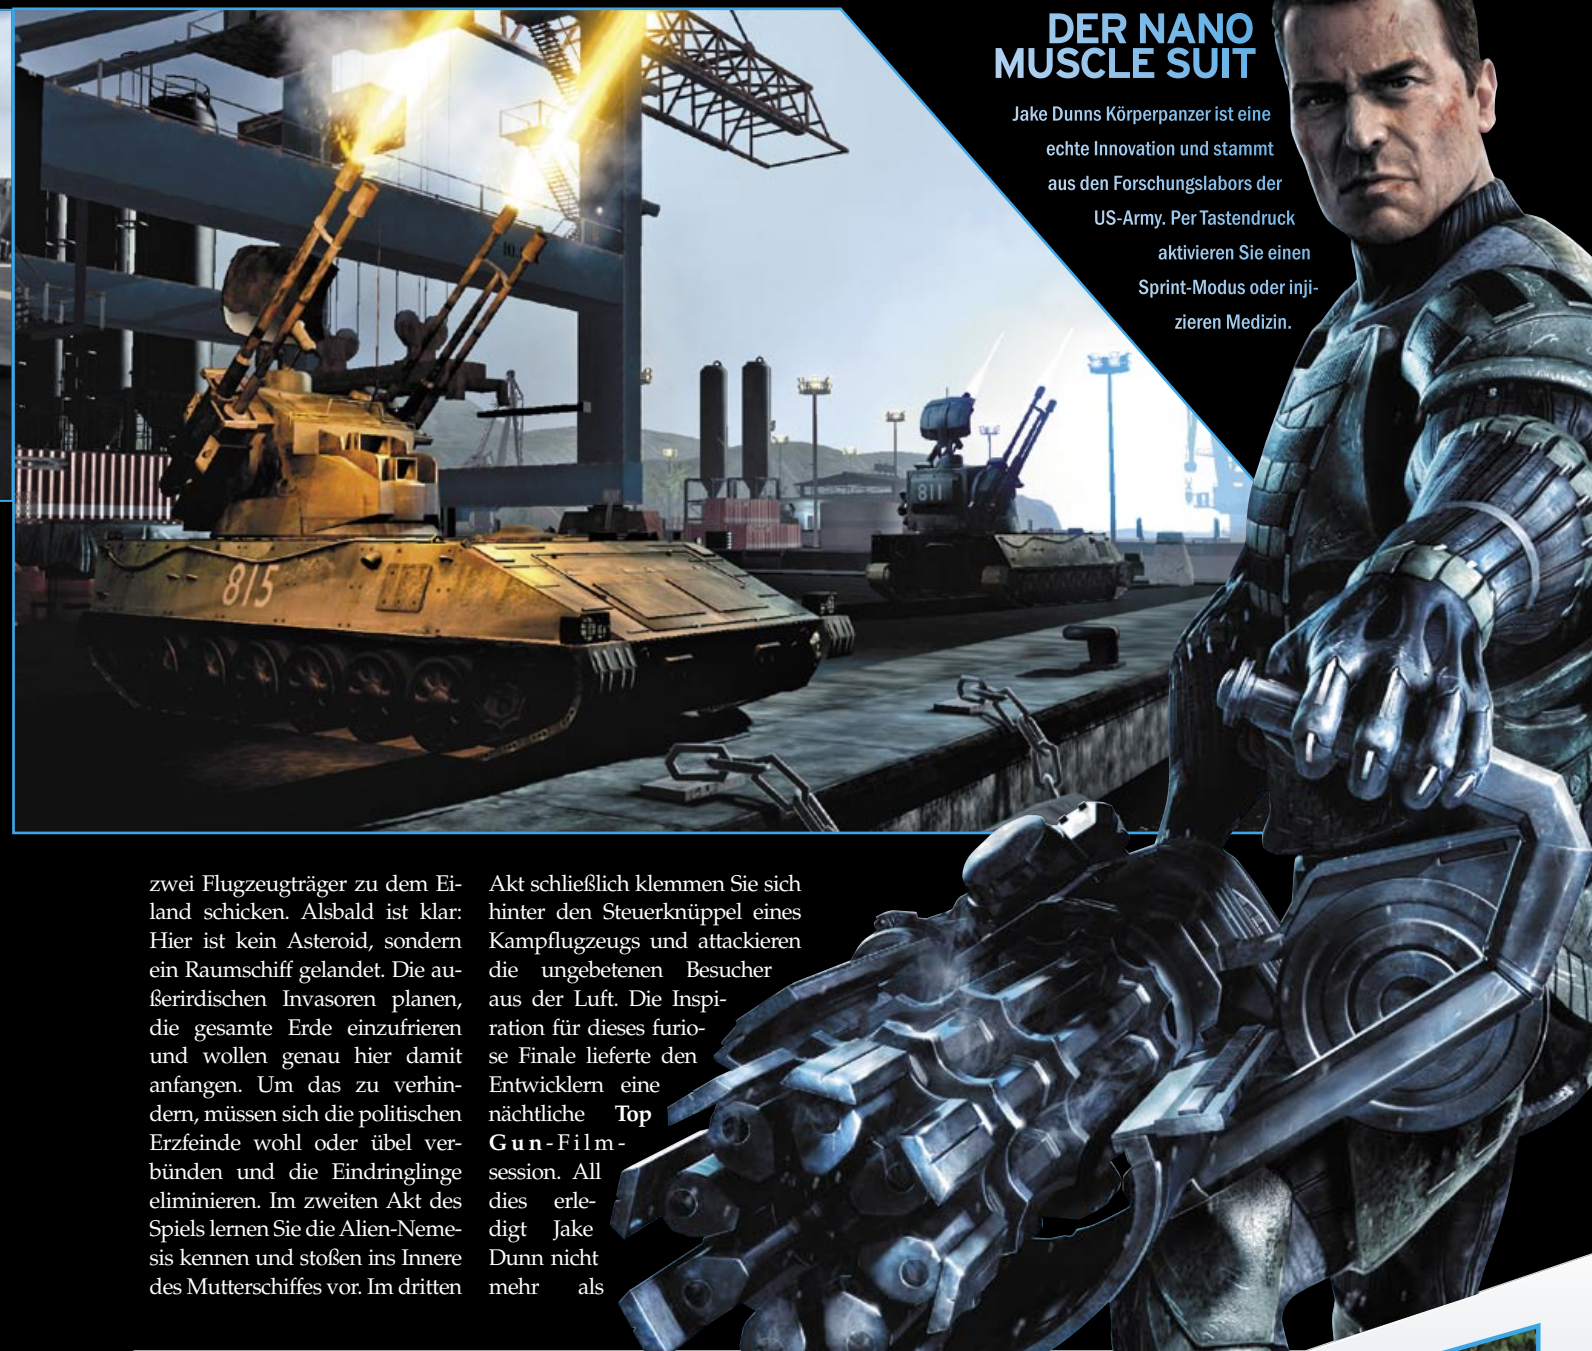 DER NANO
MUSCLE SUIT
Jake Dunns Körperpanzer ist eine
echte Innovation und stammt
aus den Forschungslabors der
US-Army. Per Tastendruck
aktivieren Sie einen
Sprint-Modus oder inji-
zieren Medizin.
815
811
zwei Flugzeugträger zu dem Ei-
land schicken. Alsbald ist klar:
Hier ist kein Asteroid, sondern
ein Raumschiff gelandet. Die au-
ßerirdischen Invasoren planen,
die gesamte Erde einzufrieren
und wollen genau hier damit
anfangen. Um das zu verhin-
dern, müssen sich die politischen
Erzfeinde wohl oder übel ver-
bünden und die Eindringlinge
eliminieren. Im zweiten Akt des
Spiels lernen Sie die Alien-Neme-
sis kennen und stoßen ins Innere
des Mutterschiffes vor. Im dritten
Akt schließlich klemmen Sie sich
hinter den Steuerknüppel eines
Kampflugzeugs und attackieren
die ungebetenen Besucher
aus der Luft. Die Inspi-
ration für dieses furio-
se Finale lieferte den
Entwicklern eine
nächtliche Top
Gun-Film-
session. All
dies erle-
digt Jake
Dunn nicht
mehr als